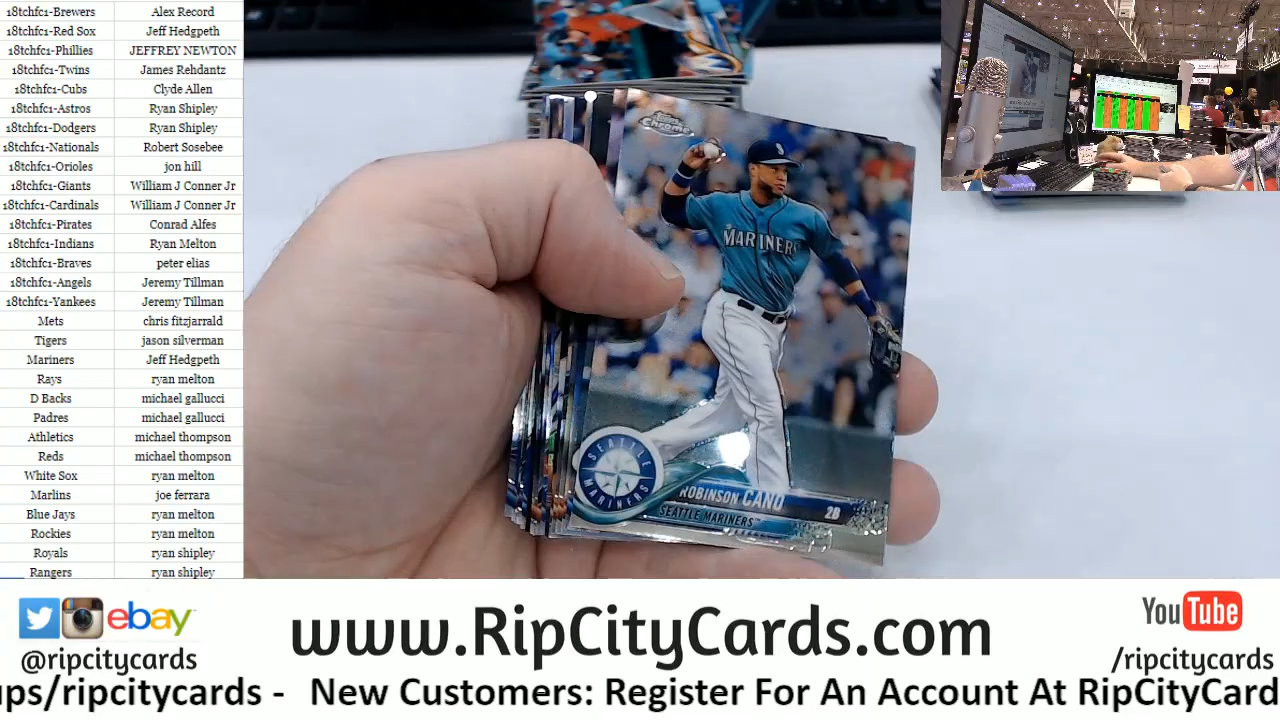 18tchfc1-Brewers Alex Record
18tchfc1-Red Sox Jeff Hedgpeth
18tchfc1-Phillies JEFFREY NEWTON
18tchfc1-Twins James Rehdantz
18tchfc1-Cubs Clyde Allen
18tchfc1-Astros Ryan Shipley
18tchfc1-Dodgers Ryan Shipley
18tchfc1-Nationals Robert Sosebee
18tchfc1-Orioles jon hill
18tchfc1-Giants William J Conner Jr
18tchfc1-Cardinals William J Conner Jr
18tchfc1-Pirates Conrad Alfes
18tchfc1-Indians Ryan Melton
18tchfc1-Braves peter elias
18tchfc1-Angels Jeremy Tillman
18tchfc1-Yankees Jeremy Tillman
Mets chris fitzjarrald
Tigers jason silverman
Mariners Jeff Hedgpeth
Rays ryan melton
D Backs michael gallucci
Padres michael gallucci
Athletics michael thompson
Reds michael thompson
White Sox ryan melton
Marlins joe ferrara
Blue Jays ryan melton
Rockies ryan melton
Royals ryan shipley
Rangers ryan shipley
Topps
Chrome
S
MARINERS
SEATTLE
MARINERS
ROBINSON CANO
2B
SEATTLE MARINERS™
ebay
@ripcitycards
www.RipCityCards.com
YouTube
/ripcitycards
ups/ripcitycards - New Customers: Register For An Account At RipCityCard